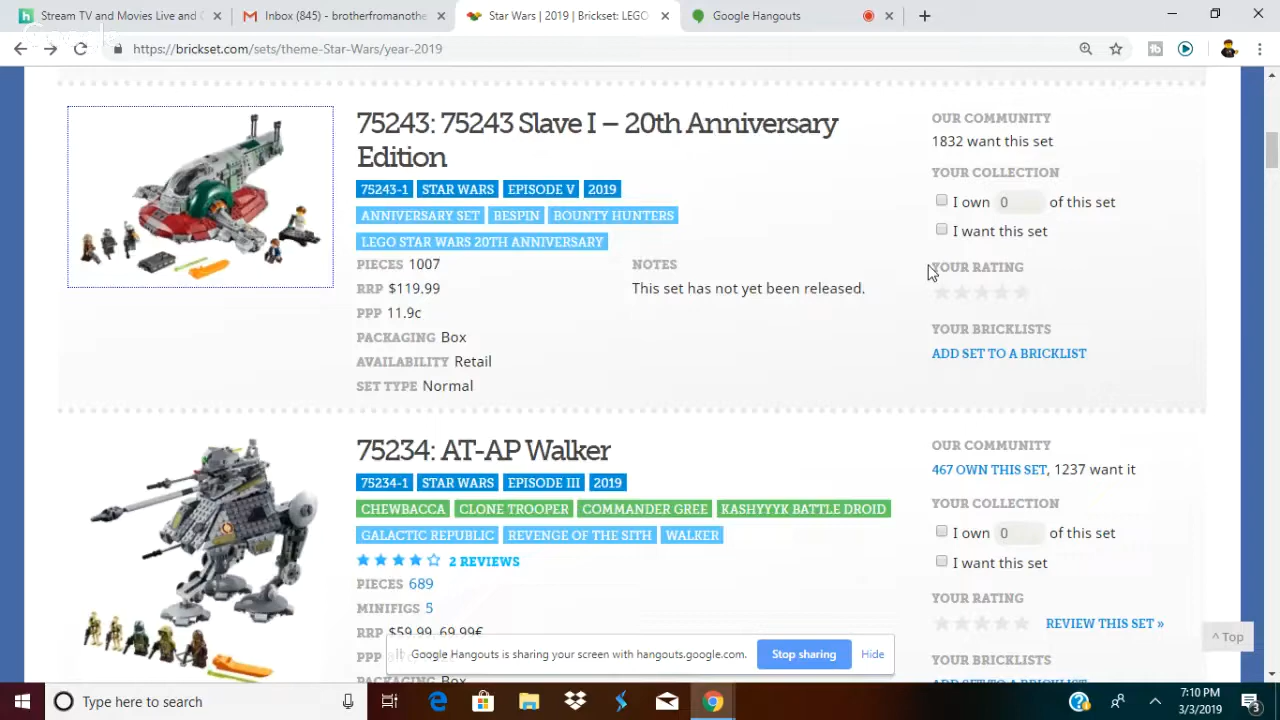 Stream TV and Movies Live and O
Inbox (845) - brotherfromanothe
Star Wars | 2019 | Brickset: LEGO
Google Hangouts
https://brickset.com/sets/theme-Star-Wars/year-2019
75243: 75243 Slave I – 20th Anniversary
Edition
75243-1 STAR WARS EPISODE V 2019
ANNIVERSARY SET BESPIN BOUNTY HUNTERS
LEGO STAR WARS 20TH ANNIVERSARY
PIECES 1007
RRP $119.99
PPP 11.9c
PACKAGING Box
AVAILABILITY Retail
SET TYPE Normal
NOTES
This set has not yet been released.
OUR COMMUNITY
1832 want this set
YOUR COLLECTION
I own 0 of this set
I want this set
YOUR RATING
YOUR BRICKLISTS
ADD SET TO A BRICKLIST
75234: AT-AP Walker
75234-1 STAR WARS EPISODE III 2019
CHEWBACCA CLONE TROOPER COMMANDER GREE KASHYYYK BATTLE DROID
GALACTIC REPUBLIC REVENGE OF THE SITH WALKER
2 REVIEWS
PIECES 689
MINIFIGS 5
RRP $59.99, 69.99€
PPP
PACKAGING Box
OUR COMMUNITY
467 OWN THIS SET, 1237 want it
YOUR COLLECTION
I own 0 of this set
I want this set
YOUR RATING
REVIEW THIS SET »
YOUR BRICKLISTS
ADD SET TO A BRICKLIST
^ Top
Google Hangouts is sharing your screen with hangouts.google.com.
Stop sharing
Hide
Type here to search
7:10 PM
3/3/2019
3